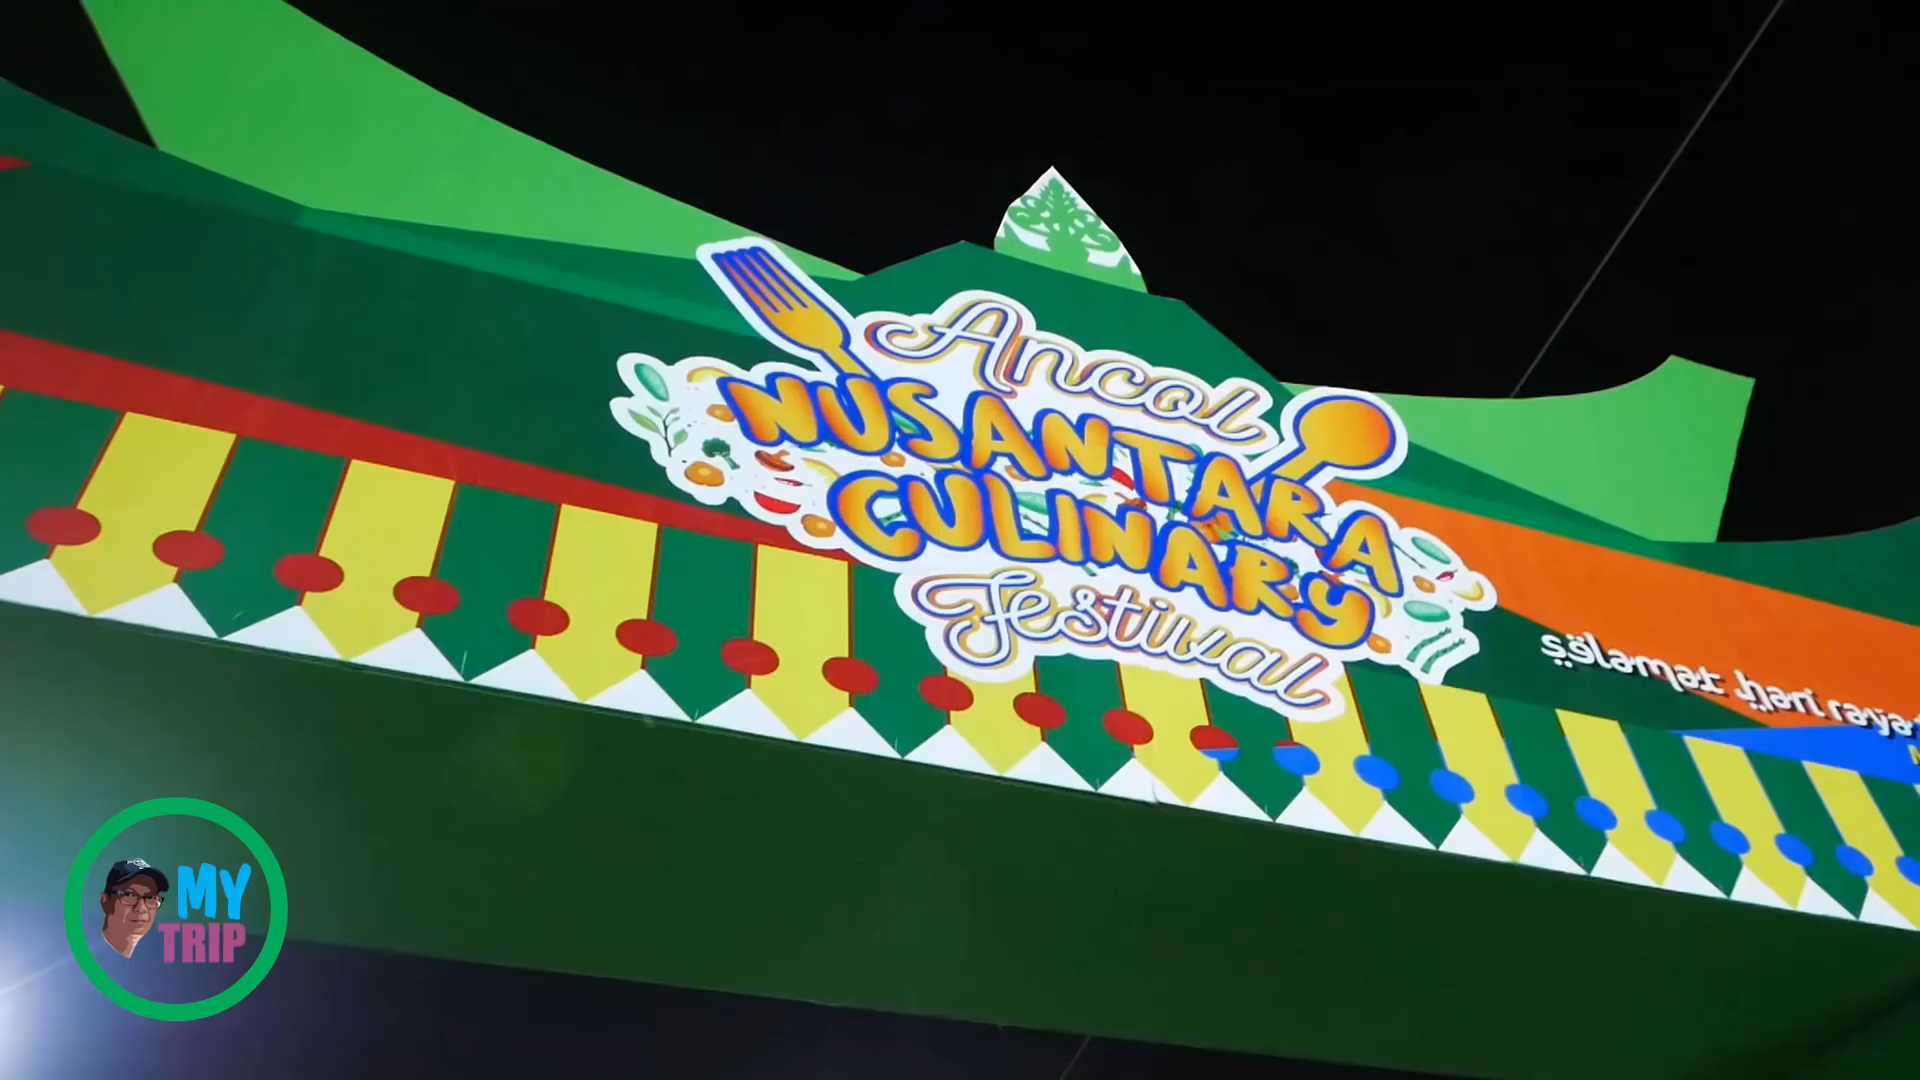 Ancol
NUSANTARA
CULINARY
Festival
selamat hari raya
MY
TRIP